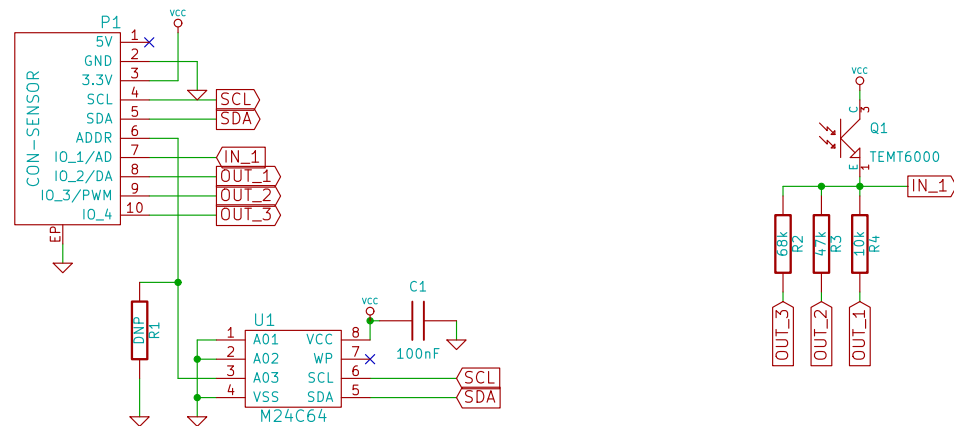 P1
VCC
CON-SENSOR
5V 1
GND 2
3.3V 3
SCL 4
SDA 5
ADDR 6
IO_1/AD 7
IO_2/DA 8
IO_3/PWM 9
IO_4 10
EP
SCL
SDA
IN_1
OUT_1
OUT_2
OUT_3
DNP
R1
U1
1 A01
2 A02
3 A03
4 VSS
VCC 8
WP 7
SCL 6
SDA 5
M24C64
VCC
C1
100nF
SCL
SDA
VCC
C
3
Q1
TEMT6000
E
1
IN_1
68k
R2
47k
R3
10k
R4
OUT_3
OUT_2
OUT_1